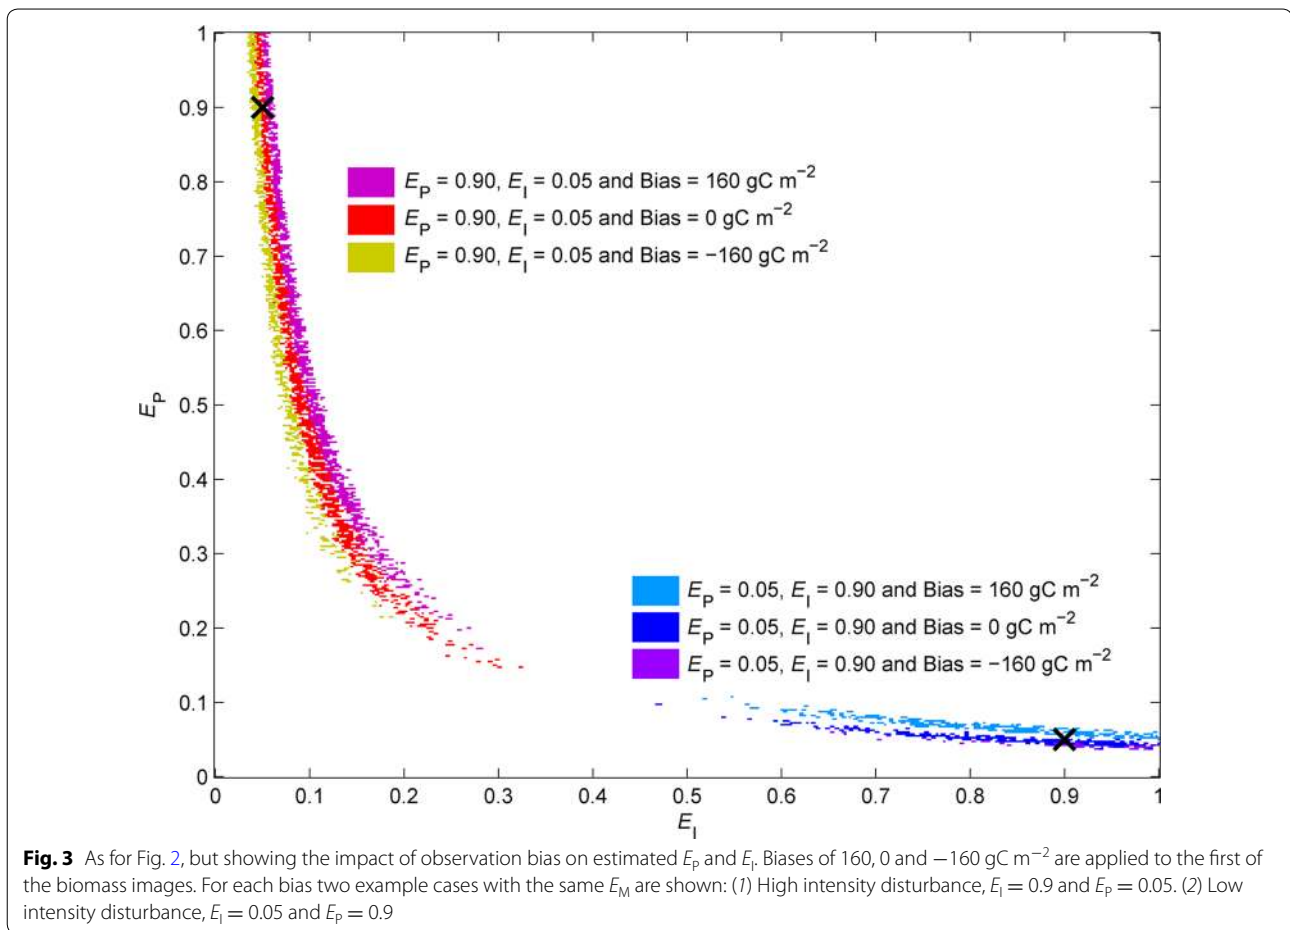 1
0.9
0.8
0.7
0.6
0.5
0.4
0.3
0.2
0.1
0
E_P
E_P = 0.90, E_I = 0.05 and Bias = 160 gC m⁻²
E_P = 0.90, E_I = 0.05 and Bias = 0 gC m⁻²
E_P = 0.90, E_I = 0.05 and Bias = −160 gC m⁻²
E_P = 0.05, E_I = 0.90 and Bias = 160 gC m⁻²
E_P = 0.05, E_I = 0.90 and Bias = 0 gC m⁻²
E_P = 0.05, E_I = 0.90 and Bias = −160 gC m⁻²
0 0.1 0.2 0.3 0.4 0.5 0.6 0.7 0.8 0.9 1
E_I
Fig. 3 As for Fig. 2, but showing the impact of observation bias on estimated E_P and E_I. Biases of 160, 0 and −160 gC m⁻² are applied to the first of
the biomass images. For each bias two example cases with the same E_M are shown: (1) High intensity disturbance, E_I = 0.9 and E_P = 0.05. (2) Low
intensity disturbance, E_I = 0.05 and E_P = 0.9